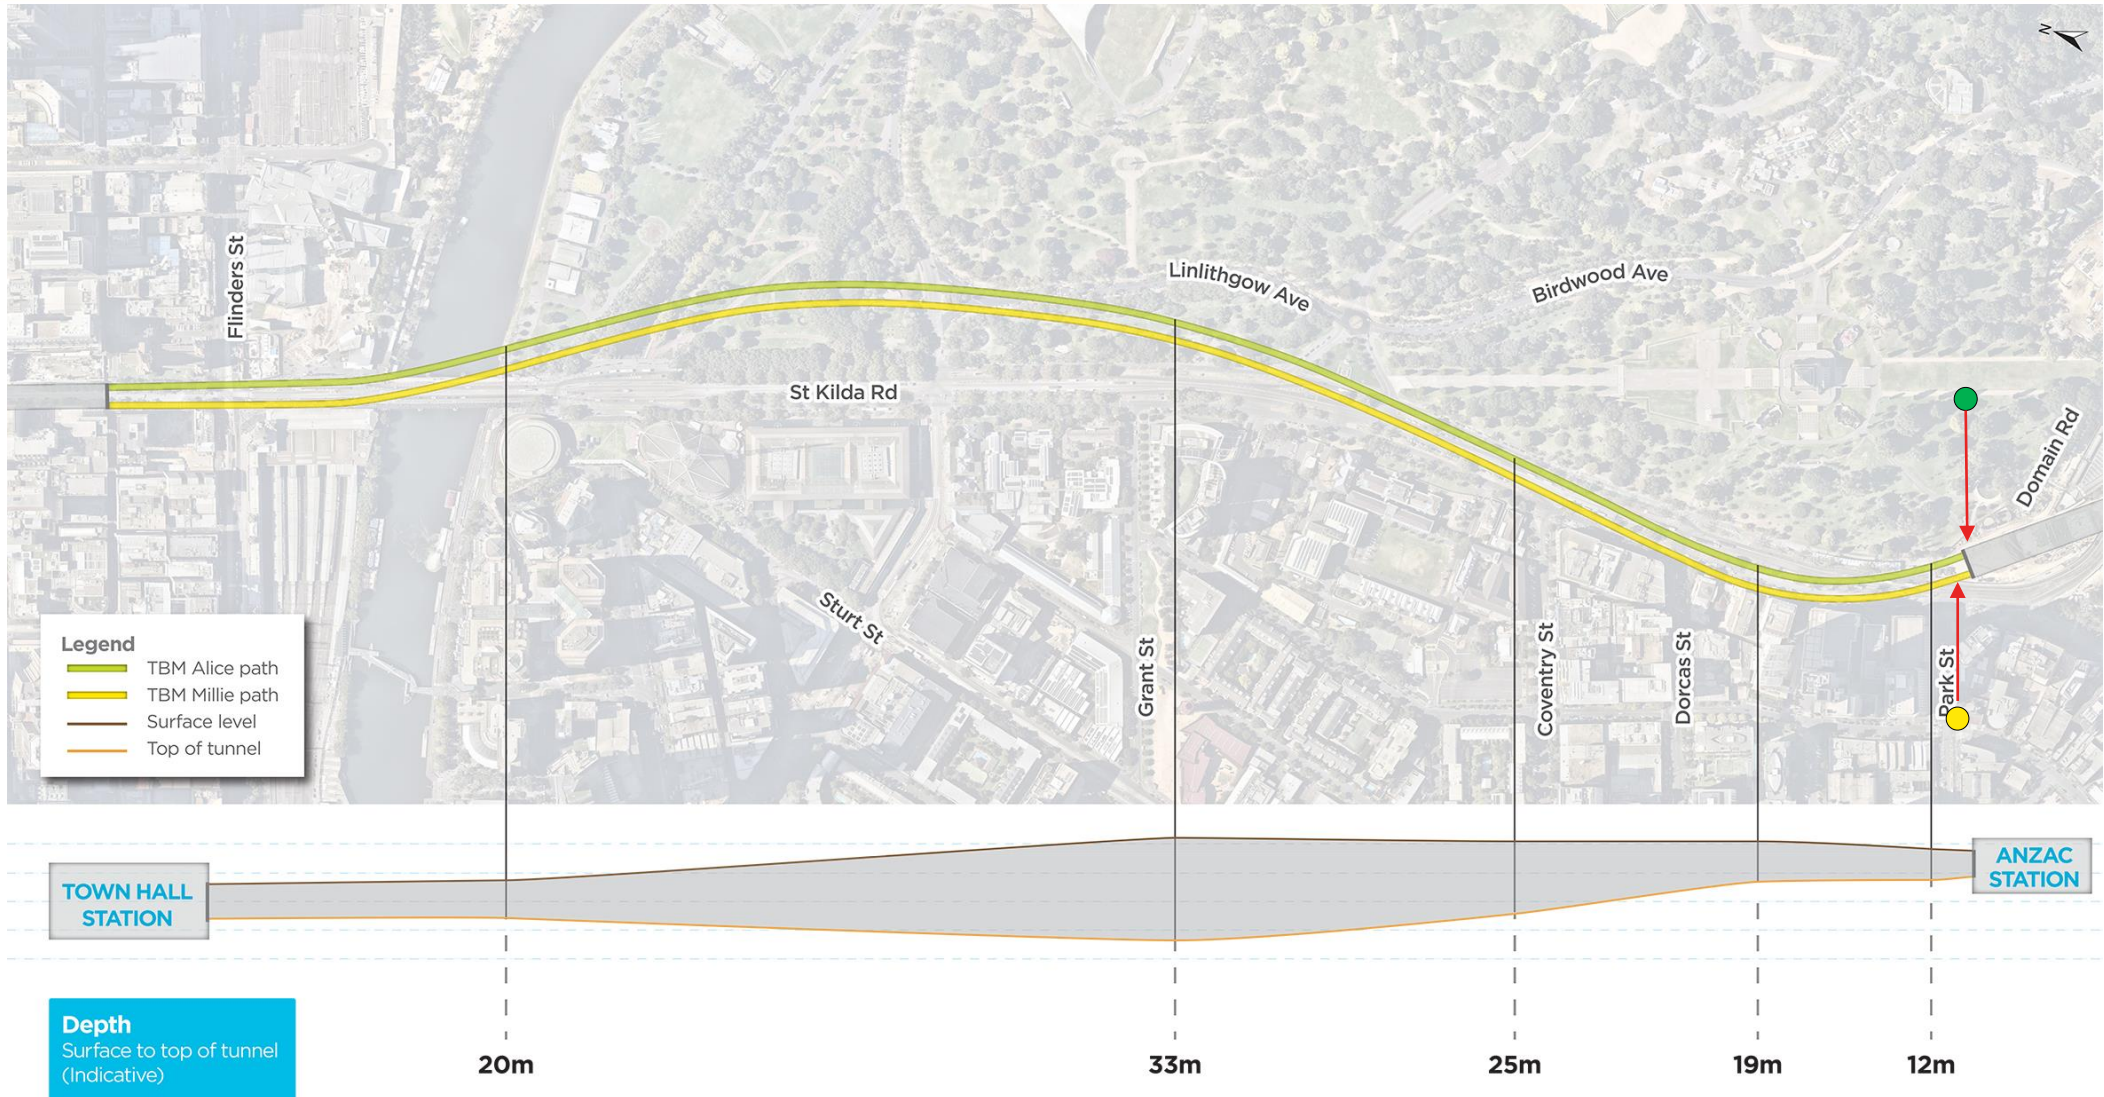 N
Flinders St
Linlithgow Ave
Birdwood Ave
St Kilda Rd
Domain Rd
Sturt St
Grant St
Coventry St
Dorcas St
Park St
Legend
TBM Alice path
TBM Millie path
Surface level
Top of tunnel
TOWN HALL
STATION
ANZAC
STATION
Depth
Surface to top of tunnel
(Indicative)
20m
33m
25m
19m
12m